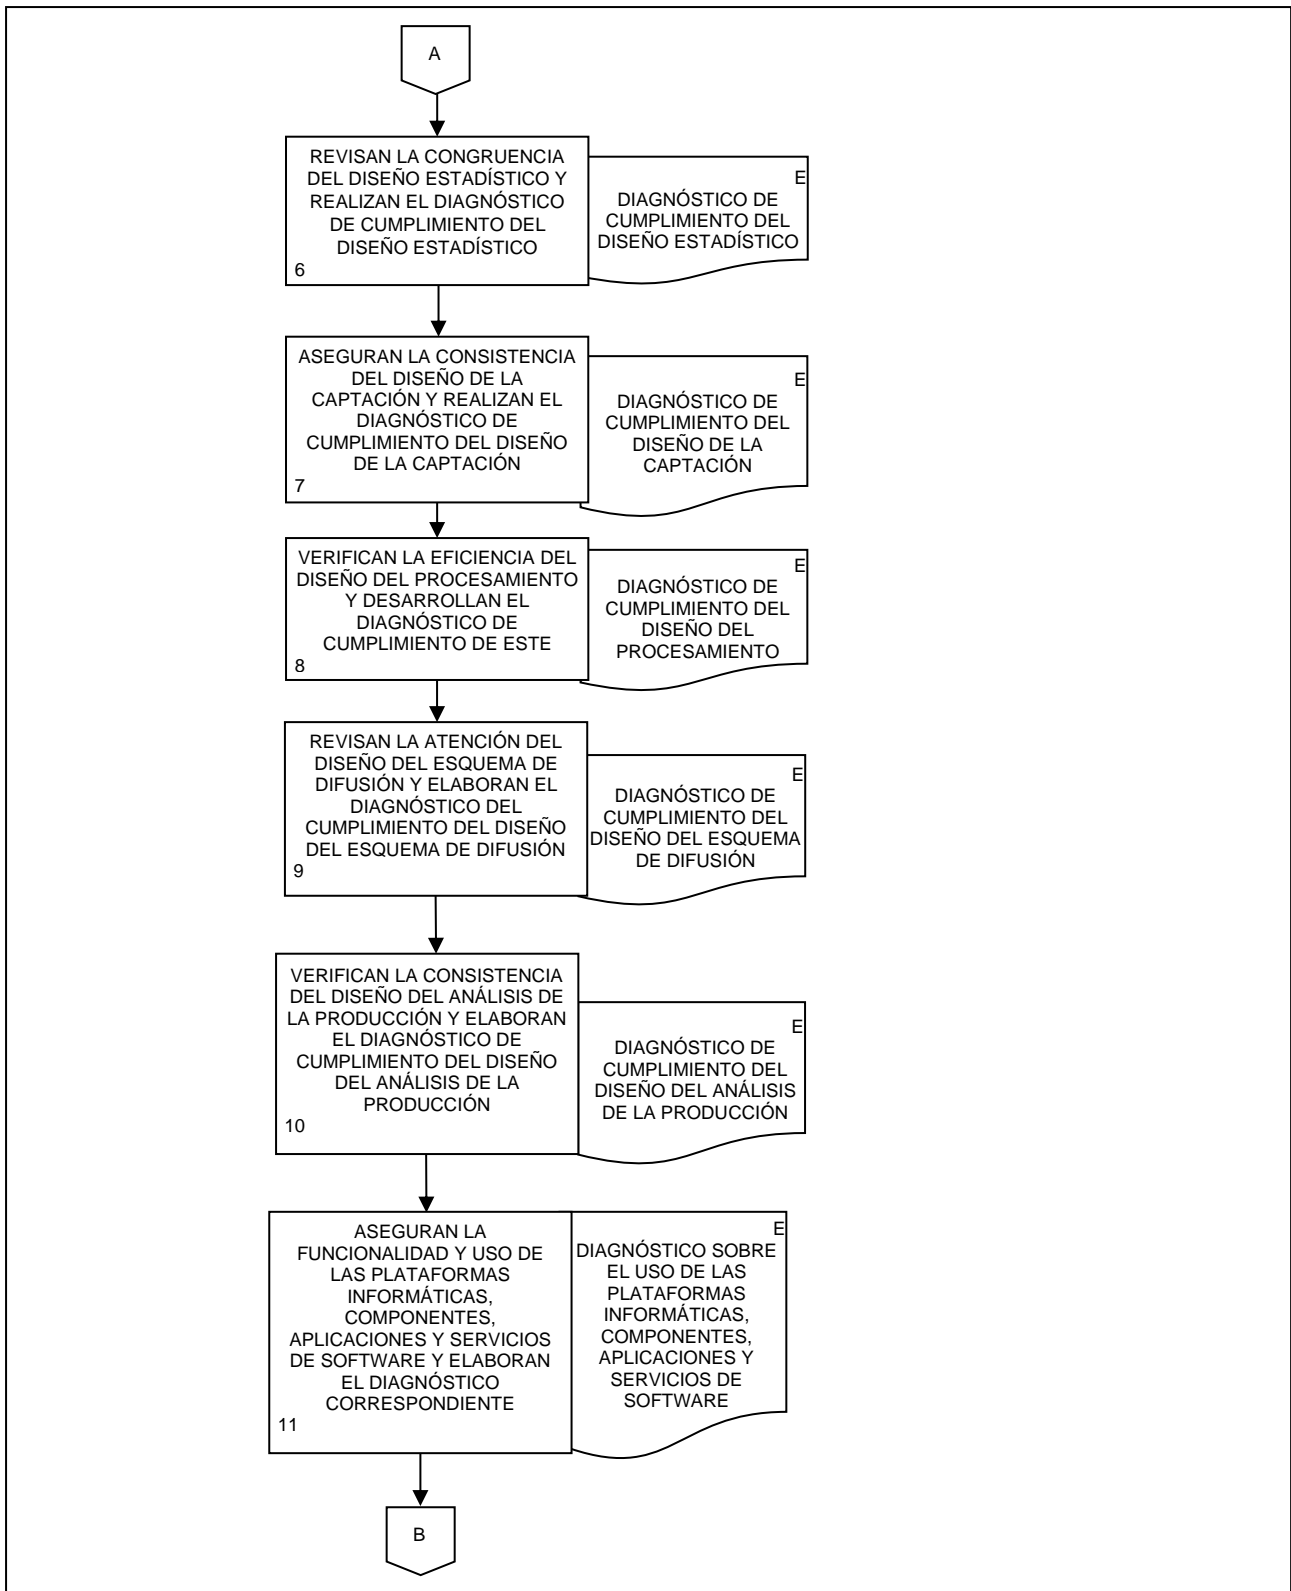 A
REVISAN LA CONGRUENCIA
DEL DISEÑO ESTADÍSTICO Y
REALIZAN EL DIAGNÓSTICO
DE CUMPLIMIENTO DEL
DISEÑO ESTADÍSTICO
6
E
DIAGNÓSTICO DE
CUMPLIMIENTO DEL
DISEÑO ESTADÍSTICO
ASEGURAN LA CONSISTENCIA
DEL DISEÑO DE LA
CAPTACIÓN Y REALIZAN EL
DIAGNÓSTICO DE
CUMPLIMIENTO DEL DISEÑO
DE LA CAPTACIÓN
7
E
DIAGNÓSTICO DE
CUMPLIMIENTO DEL
DISEÑO DE LA
CAPTACIÓN
VERIFICAN LA EFICIENCIA DEL
DISEÑO DEL PROCESAMIENTO
Y DESARROLLAN EL
DIAGNÓSTICO DE
CUMPLIMIENTO DE ESTE
8
E
DIAGNÓSTICO DE
CUMPLIMIENTO DEL
DISEÑO DEL
PROCESAMIENTO
REVISAN LA ATENCIÓN DEL
DISEÑO DEL ESQUEMA DE
DIFUSIÓN Y ELABORAN EL
DIAGNÓSTICO DEL
CUMPLIMIENTO DEL DISEÑO
DEL ESQUEMA DE DIFUSIÓN
9
E
DIAGNÓSTICO DE
CUMPLIMIENTO DEL
DISEÑO DEL ESQUEMA
DE DIFUSIÓN
VERIFICAN LA CONSISTENCIA
DEL DISEÑO DEL ANÁLISIS DE
LA PRODUCCIÓN Y ELABORAN
EL DIAGNÓSTICO DE
CUMPLIMIENTO DEL DISEÑO
DEL ANÁLISIS DE LA
PRODUCCIÓN
10
E
DIAGNÓSTICO DE
CUMPLIMIENTO DEL
DISEÑO DEL ANÁLISIS
DE LA PRODUCCIÓN
ASEGURAN LA
FUNCIONALIDAD Y USO DE
LAS PLATAFORMAS
INFORMÁTICAS,
COMPONENTES,
APLICACIONES Y SERVICIOS
DE SOFTWARE Y ELABORAN
EL DIAGNÓSTICO
CORRESPONDIENTE
11
E
DIAGNÓSTICO SOBRE
EL USO DE LAS
PLATAFORMAS
INFORMÁTICAS,
COMPONENTES,
APLICACIONES Y
SERVICIOS DE
SOFTWARE
B